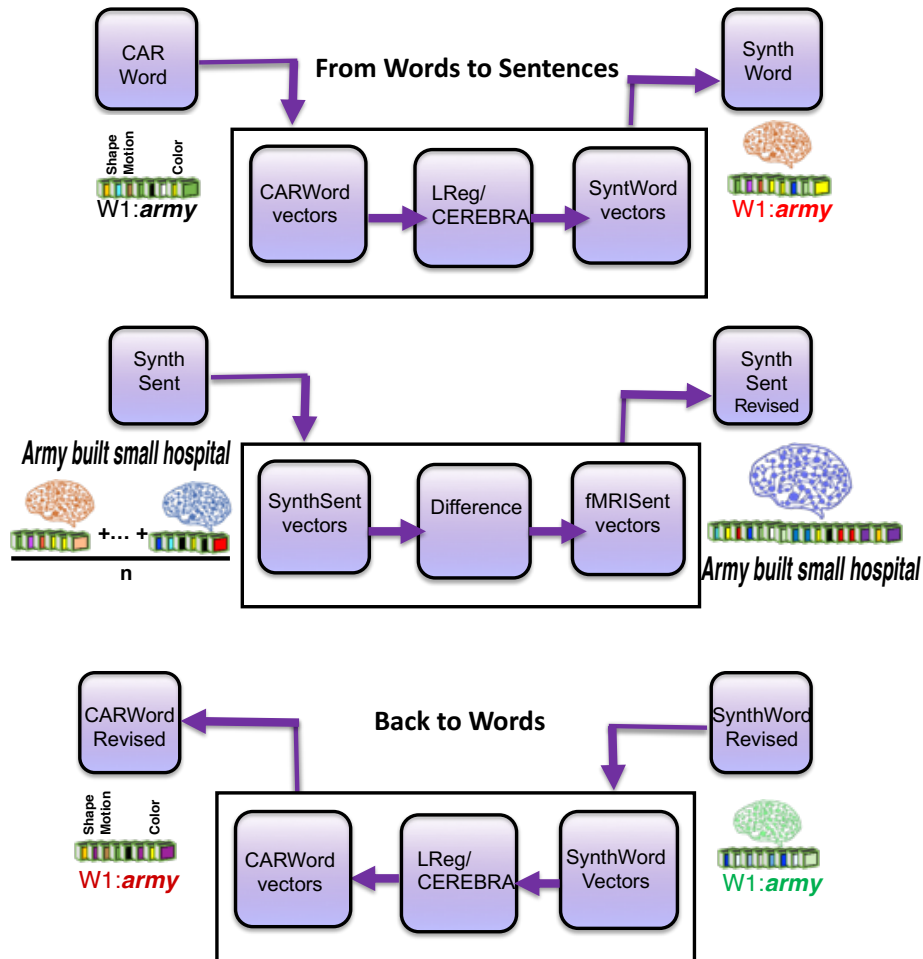 CAR
Word
From Words to Sentences
Synth
Word
Shape
Motion
Color
W1:army
CARWord
vectors
LReg/
CEREBRA
SyntWord
vectors
W1:army
Synth
Sent
Synth
Sent
Revised
Army built small hospital
+... +
n
SynthSent
vectors
Difference
fMRISent
vectors
Army built small hospital
CARWord
Revised
Back to Words
SynthWord
Revised
Shape
Motion
Color
W1:army
CARWord
vectors
LReg/
CEREBRA
SynthWord
Vectors
W1:army